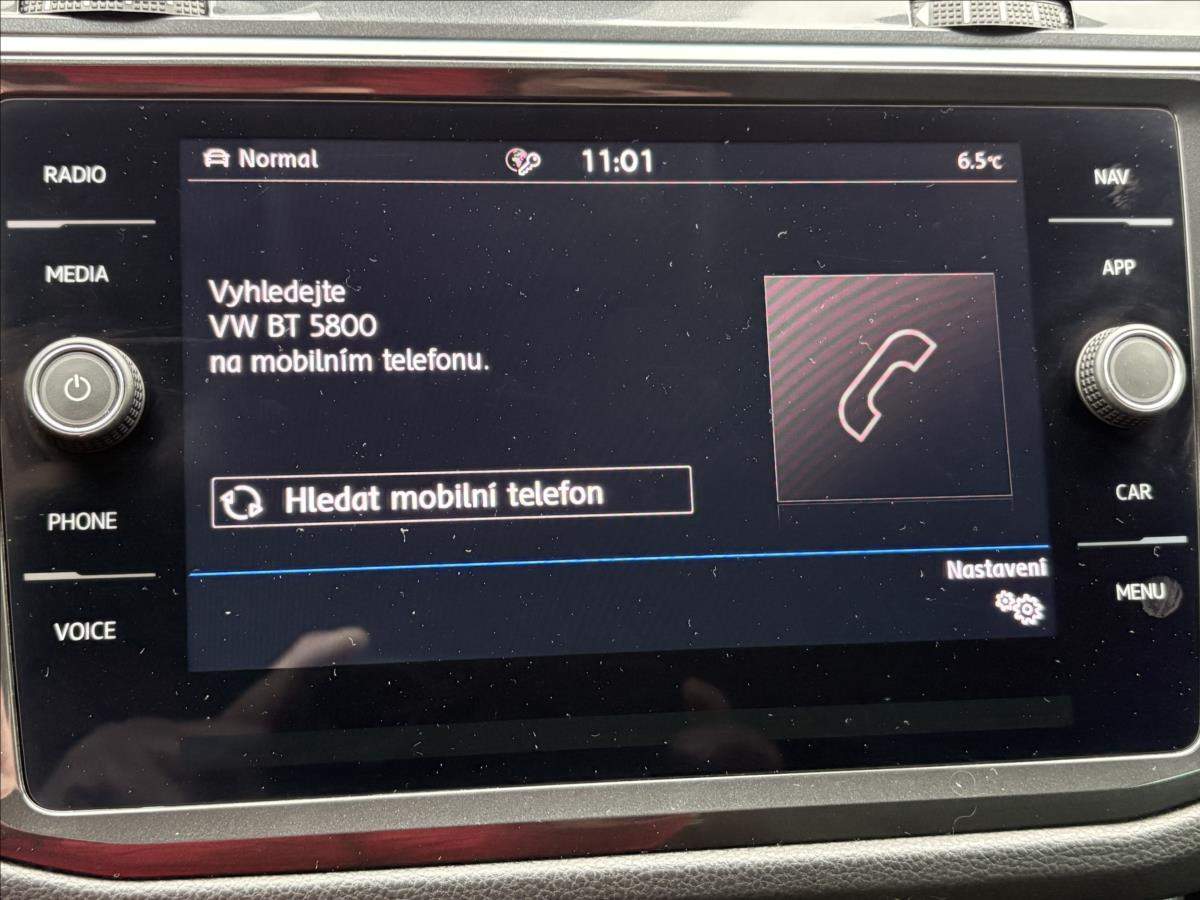 RADIO
MEDIA
PHONE
VOICE
Normal
11:01
6.5°C
Vyhledejte
VW BT 5800
na mobilním telefonu.
Hledat mobilní telefon
Nastavení
NAV
APP
CAR
MENU